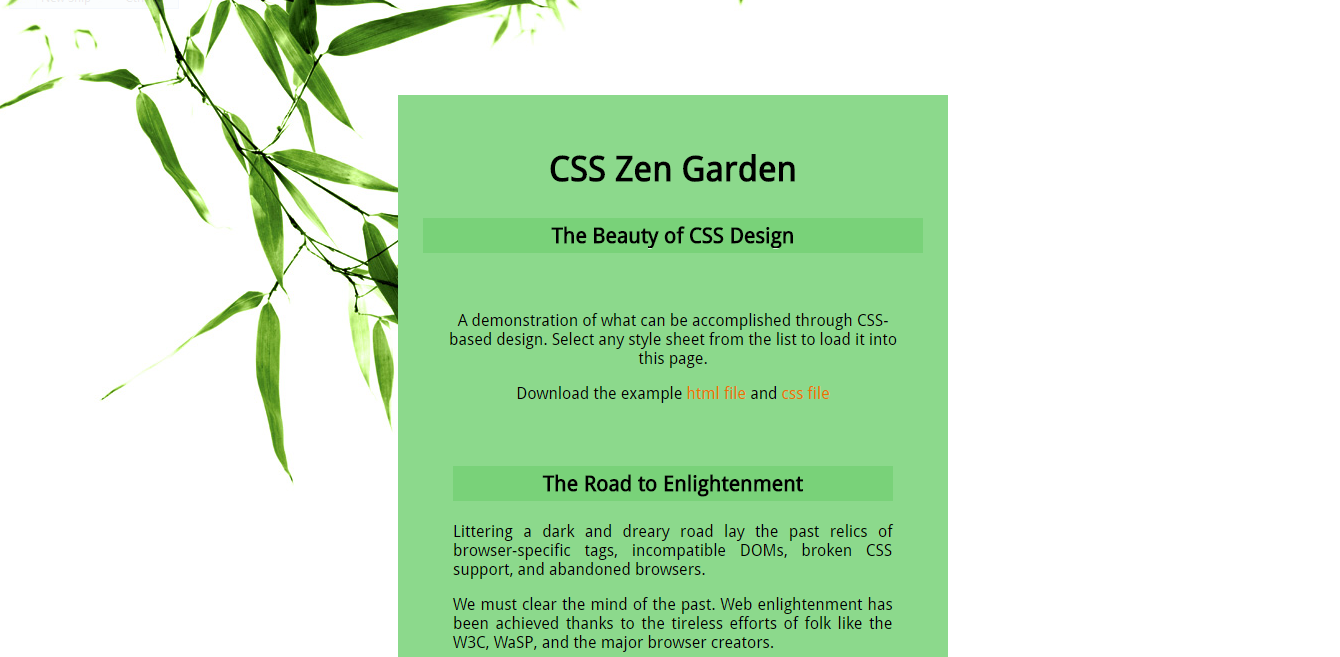 CSS Zen Garden
The Beauty of CSS Design
A demonstration of what can be accomplished through CSS-
based design. Select any style sheet from the list to load it into
this page.
Download the example html file and css file
The Road to Enlightenment
Littering a dark and dreary road lay the past relics of
browser-specific tags, incompatible DOMs, broken CSS
support, and abandoned browsers.
We must clear the mind of the past. Web enlightenment has
been achieved thanks to the tireless efforts of folk like the
W3C, WaSP, and the major browser creators.